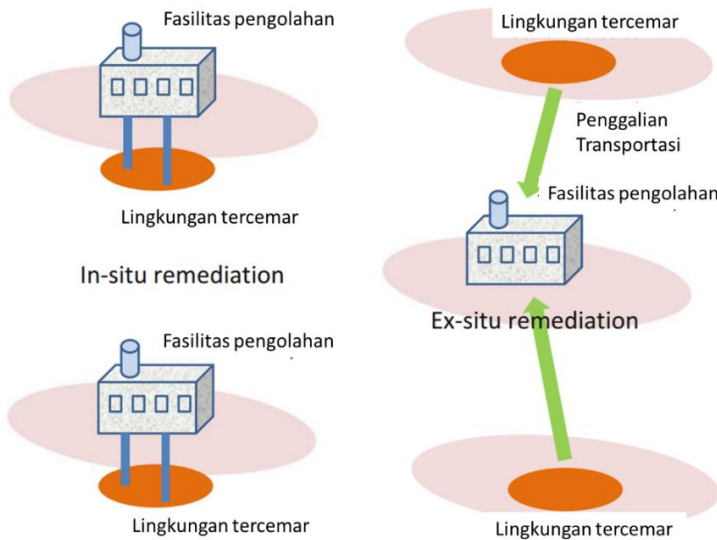 Fasilitas pengolahan
Lingkungan tercemar
In-situ remediation
Fasilitas pengolahan
Lingkungan tercemar
Lingkungan tercemar
Penggalian
Transportasi
Fasilitas pengolahan
Ex-situ remediation
Lingkungan tercemar